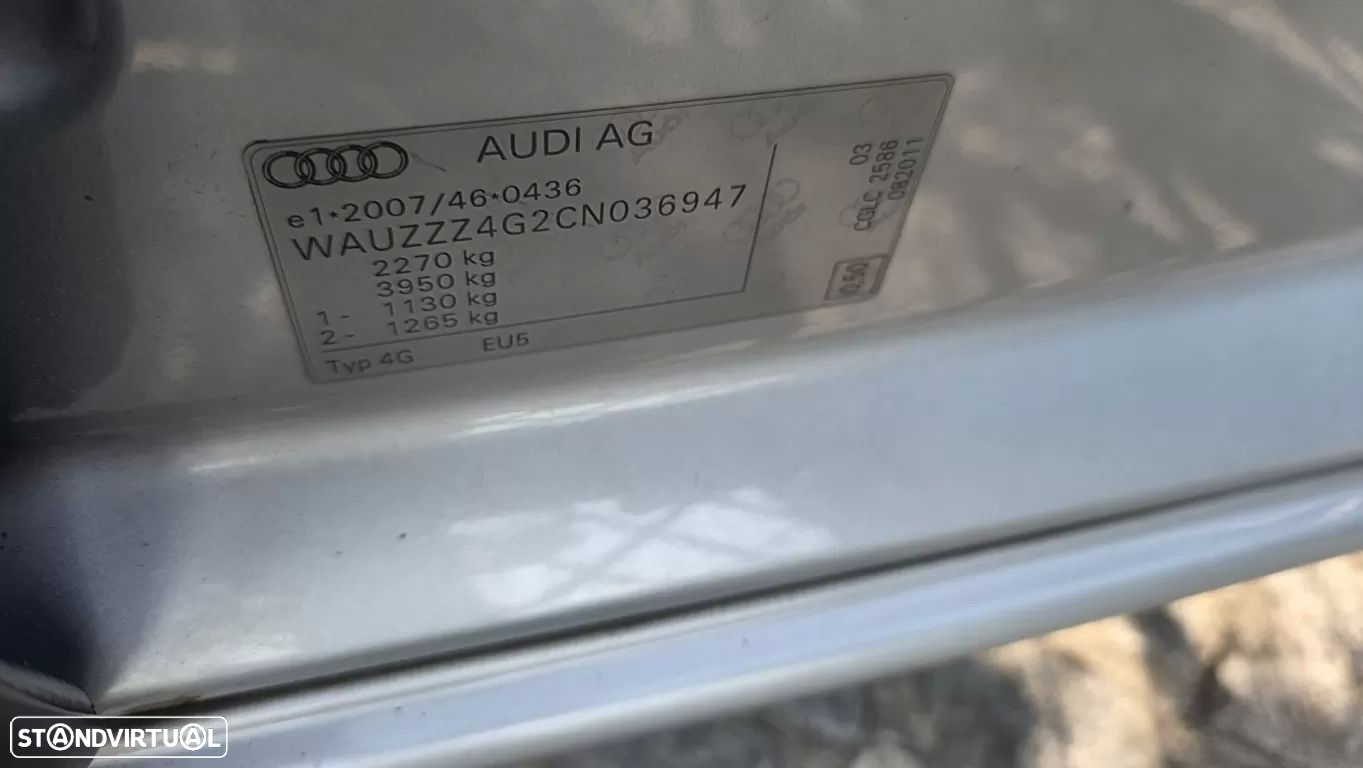 AUDI AG
e1*2007/46*0436
WAUZZZ4G2CN036947
2270 kg
3950 kg
1 - 1130 kg
2 - 1265 kg
Typ 4G EU5
03
CGLC 2586
082011
0.50
STANDVIRTUAL